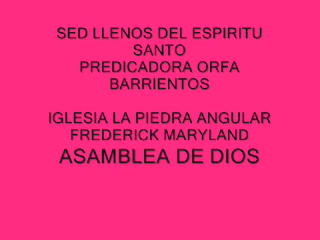 SED LLENOS DEL ESPIRITU
SANTO
PREDICADORA ORFA
BARRIENTOS
IGLESIA LA PIEDRA ANGULAR
FREDERICK MARYLAND
ASAMBLEA DE DIOS